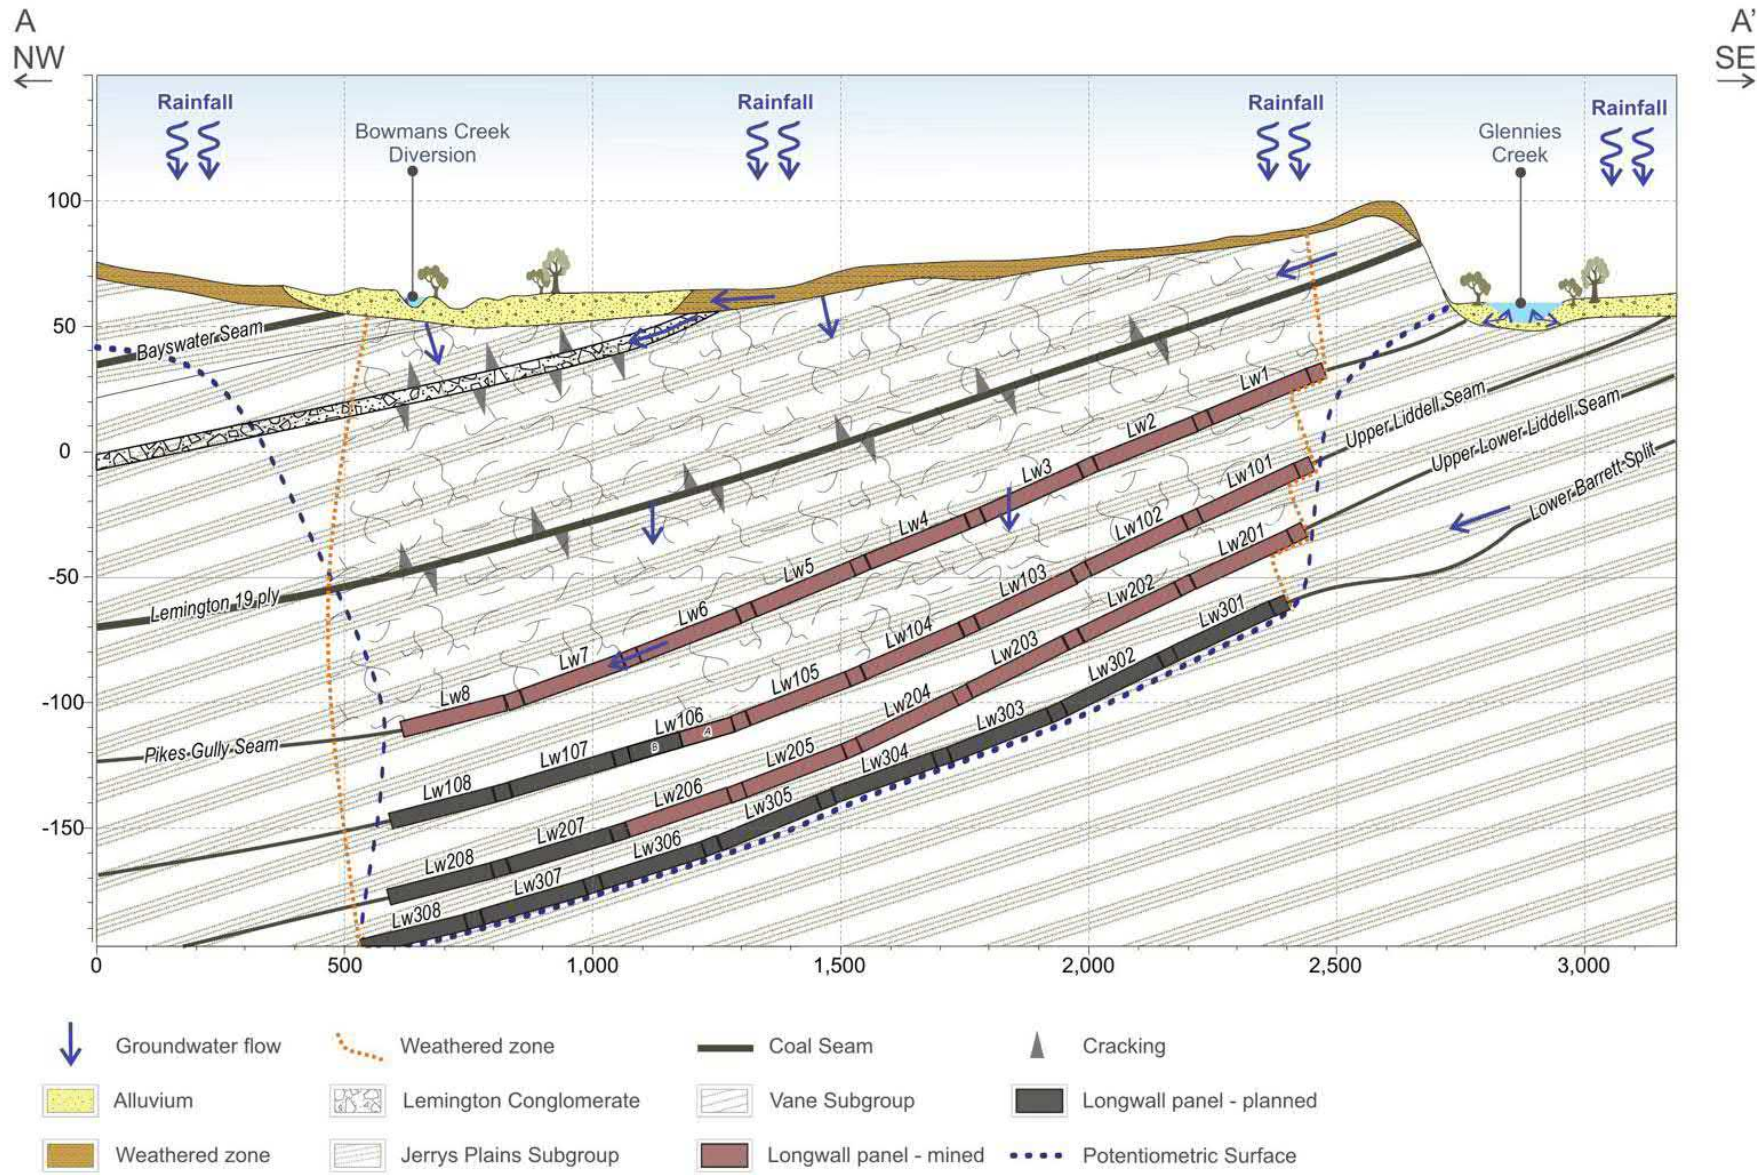 A
A'
NW
SE
Rainfall
Rainfall
Rainfall
Rainfall
Bowmans Creek
Diversion
Glennies
Creek
100
50
0
-50
-100
-150
Bayswater Seam
Lemington 19 ply
Pikes Gully Seam
Upper Liddell Seam
Upper Lower Liddell Seam
Lower Barrett Split
Lw1
Lw2
Lw3
Lw4
Lw5
Lw6
Lw7
Lw8
Lw101
Lw102
Lw103
Lw104
Lw105
Lw106
A
B
Lw107
Lw108
Lw201
Lw202
Lw203
Lw204
Lw205
Lw206
Lw207
Lw208
Lw301
Lw302
Lw303
Lw304
Lw305
Lw306
Lw307
Lw308
0
500
1,000
1,500
2,000
2,500
3,000
Groundwater flow
Weathered zone
Coal Seam
Cracking
Alluvium
Lemington Conglomerate
Vane Subgroup
Longwall panel - planned
Weathered zone
Jerrys Plains Subgroup
Longwall panel - mined
Potentiometric Surface